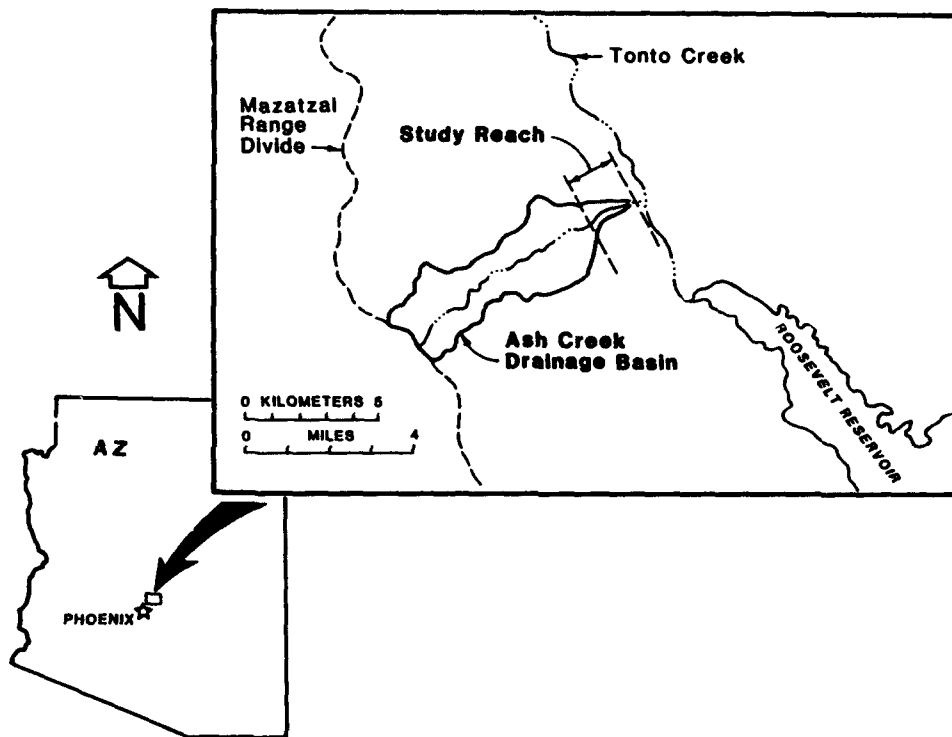 Tonto Creek
Mazatzal
Range
Divide
Study Reach
N
Ash Creek
Drainage Basin
ROOSEVELT RESERVOIR
0 KILOMETERS 5
0 MILES 4
AZ
PHOENIX